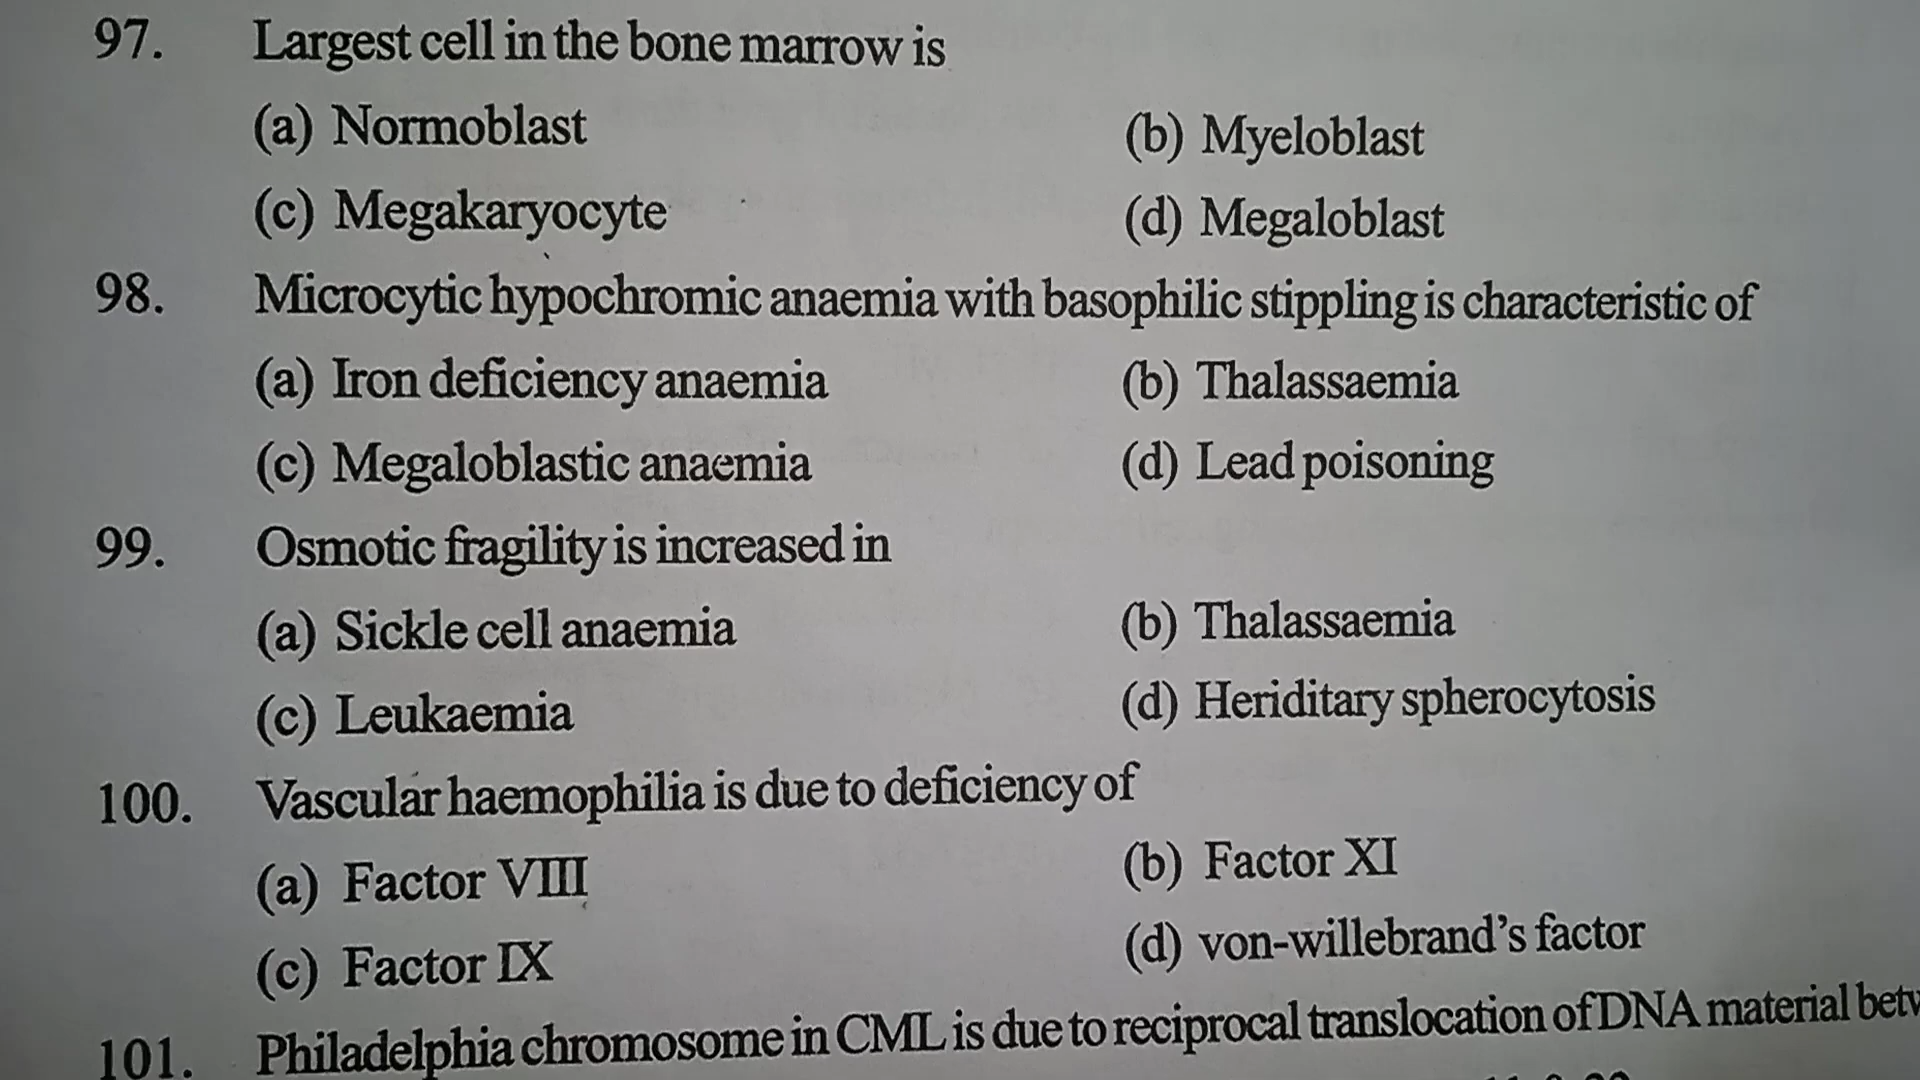 97. Largest cell in the bone marrow is
(a) Normoblast (b) Myeloblast
(c) Megakaryocyte (d) Megaloblast
98. Microcytic hypochromic anaemia with basophilic stippling is characteristic of
(a) Iron deficiency anaemia (b) Thalassaemia
(c) Megaloblastic anaemia (d) Lead poisoning
99. Osmotic fragility is increased in
(a) Sickle cell anaemia (b) Thalassaemia
(c) Leukaemia (d) Heriditary spherocytosis
100. Vascular haemophilia is due to deficiency of
(a) Factor VIII (b) Factor XI
(c) Factor IX (d) von-willebrand's factor
101. Philadelphia chromosome in CML is due to reciprocal translocation of DNA material